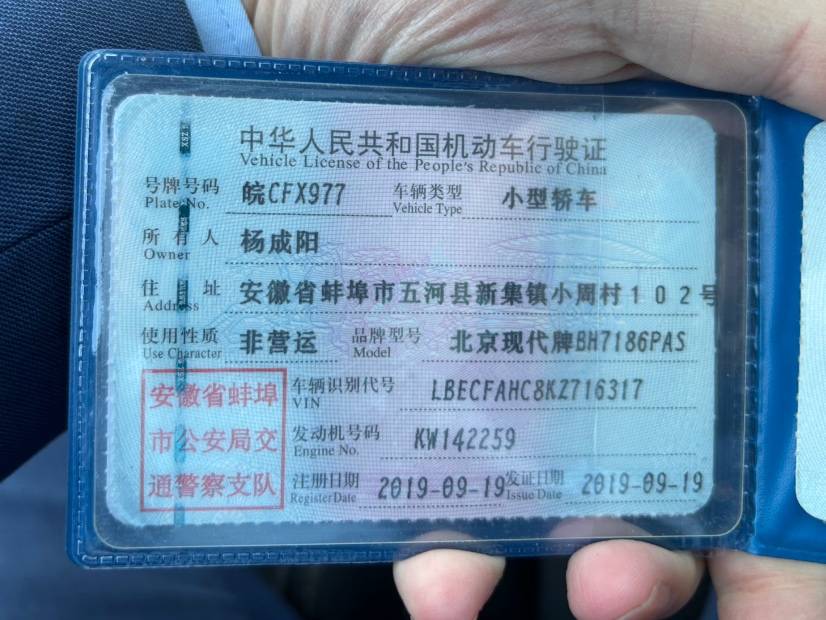 中华人民共和国机动车行驶证
Vehicle License of the People's Republic of China
号牌号码 皖CFX977 车辆类型 小型轿车
Plate No. Vehicle Type
所有人 杨成阳
Owner
住址 安徽省蚌埠市五河县新集镇小周村102号
Address
使用性质 非营运 品牌型号 北京现代牌BH7186PAS
Use Character Model
安徽省蚌埠 车辆识别代号 LBECFAHC8KZ716317
VIN
市公安局交 发动机号码 KW142259
Engine No.
通警察支队 注册日期 2019-09-19 发证日期 2019-09-19
Register Date Issue Date